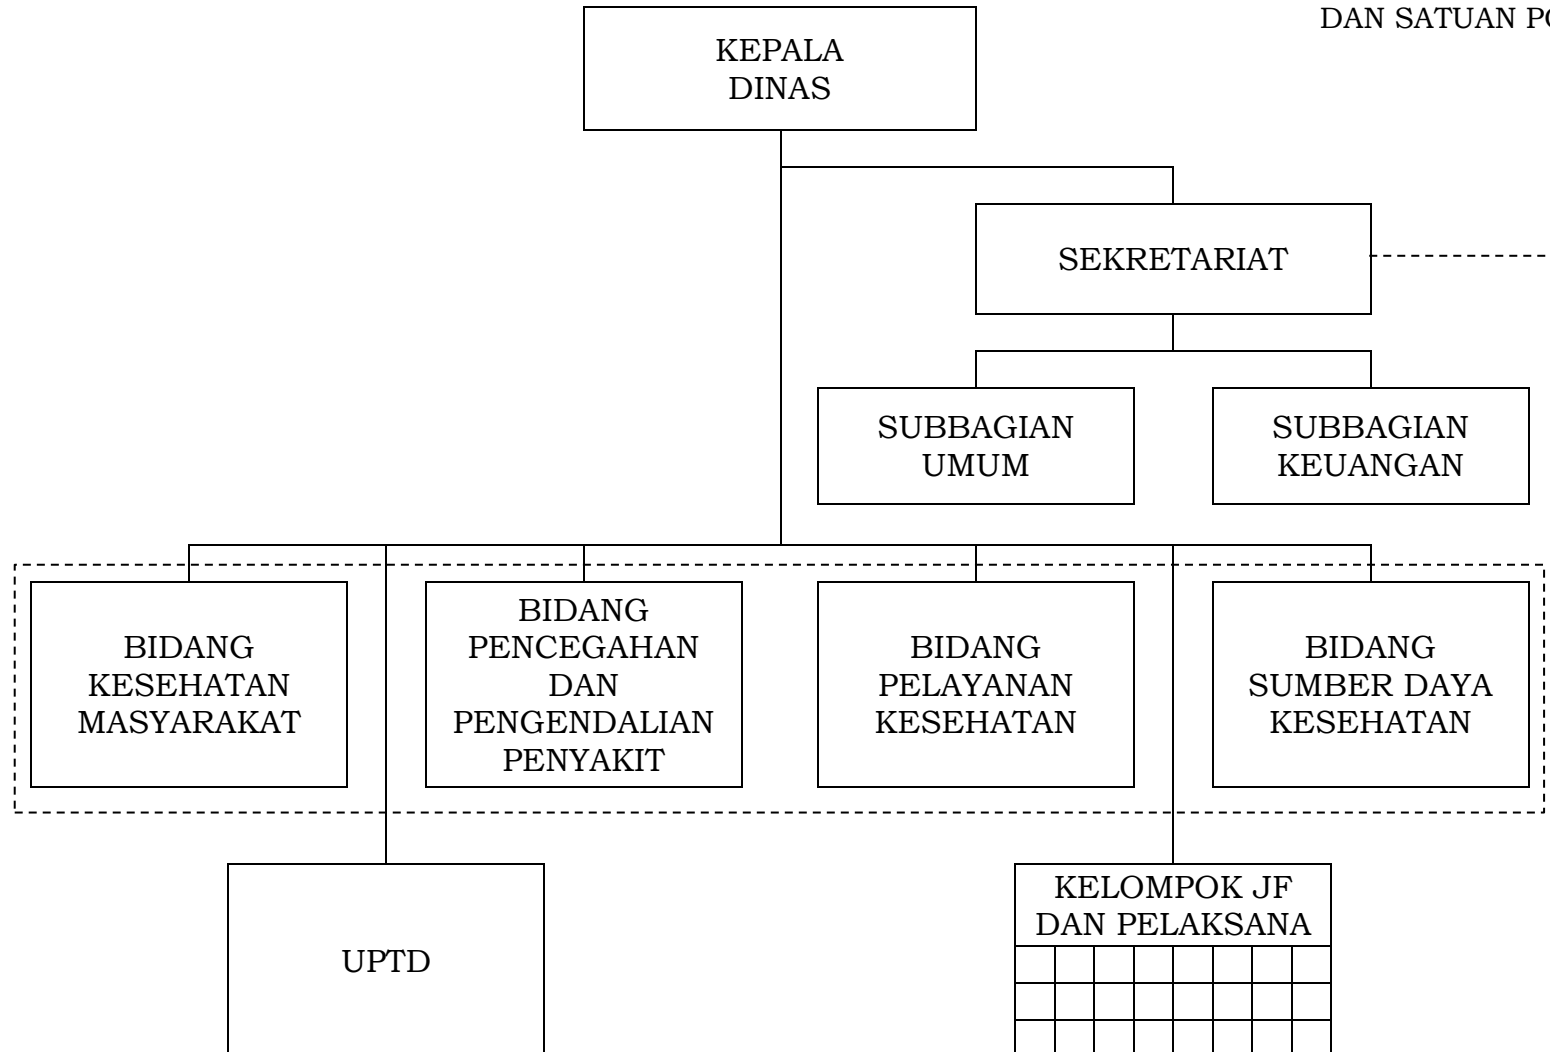 DAN SATUAN
KEPALA
DINAS
SEKRETARIAT
SUBBAGIAN
UMUM
SUBBAGIAN
KEUANGAN
BIDANG
KESEHATAN
MASYARAKAT
BIDANG
PENCEGAHAN
DAN
PENGENDALIAN
PENYAKIT
BIDANG
PELAYANAN
KESEHATAN
BIDANG
SUMBER DAYA
KESEHATAN
UPTD
KELOMPOK JF
DAN PELAKSANA